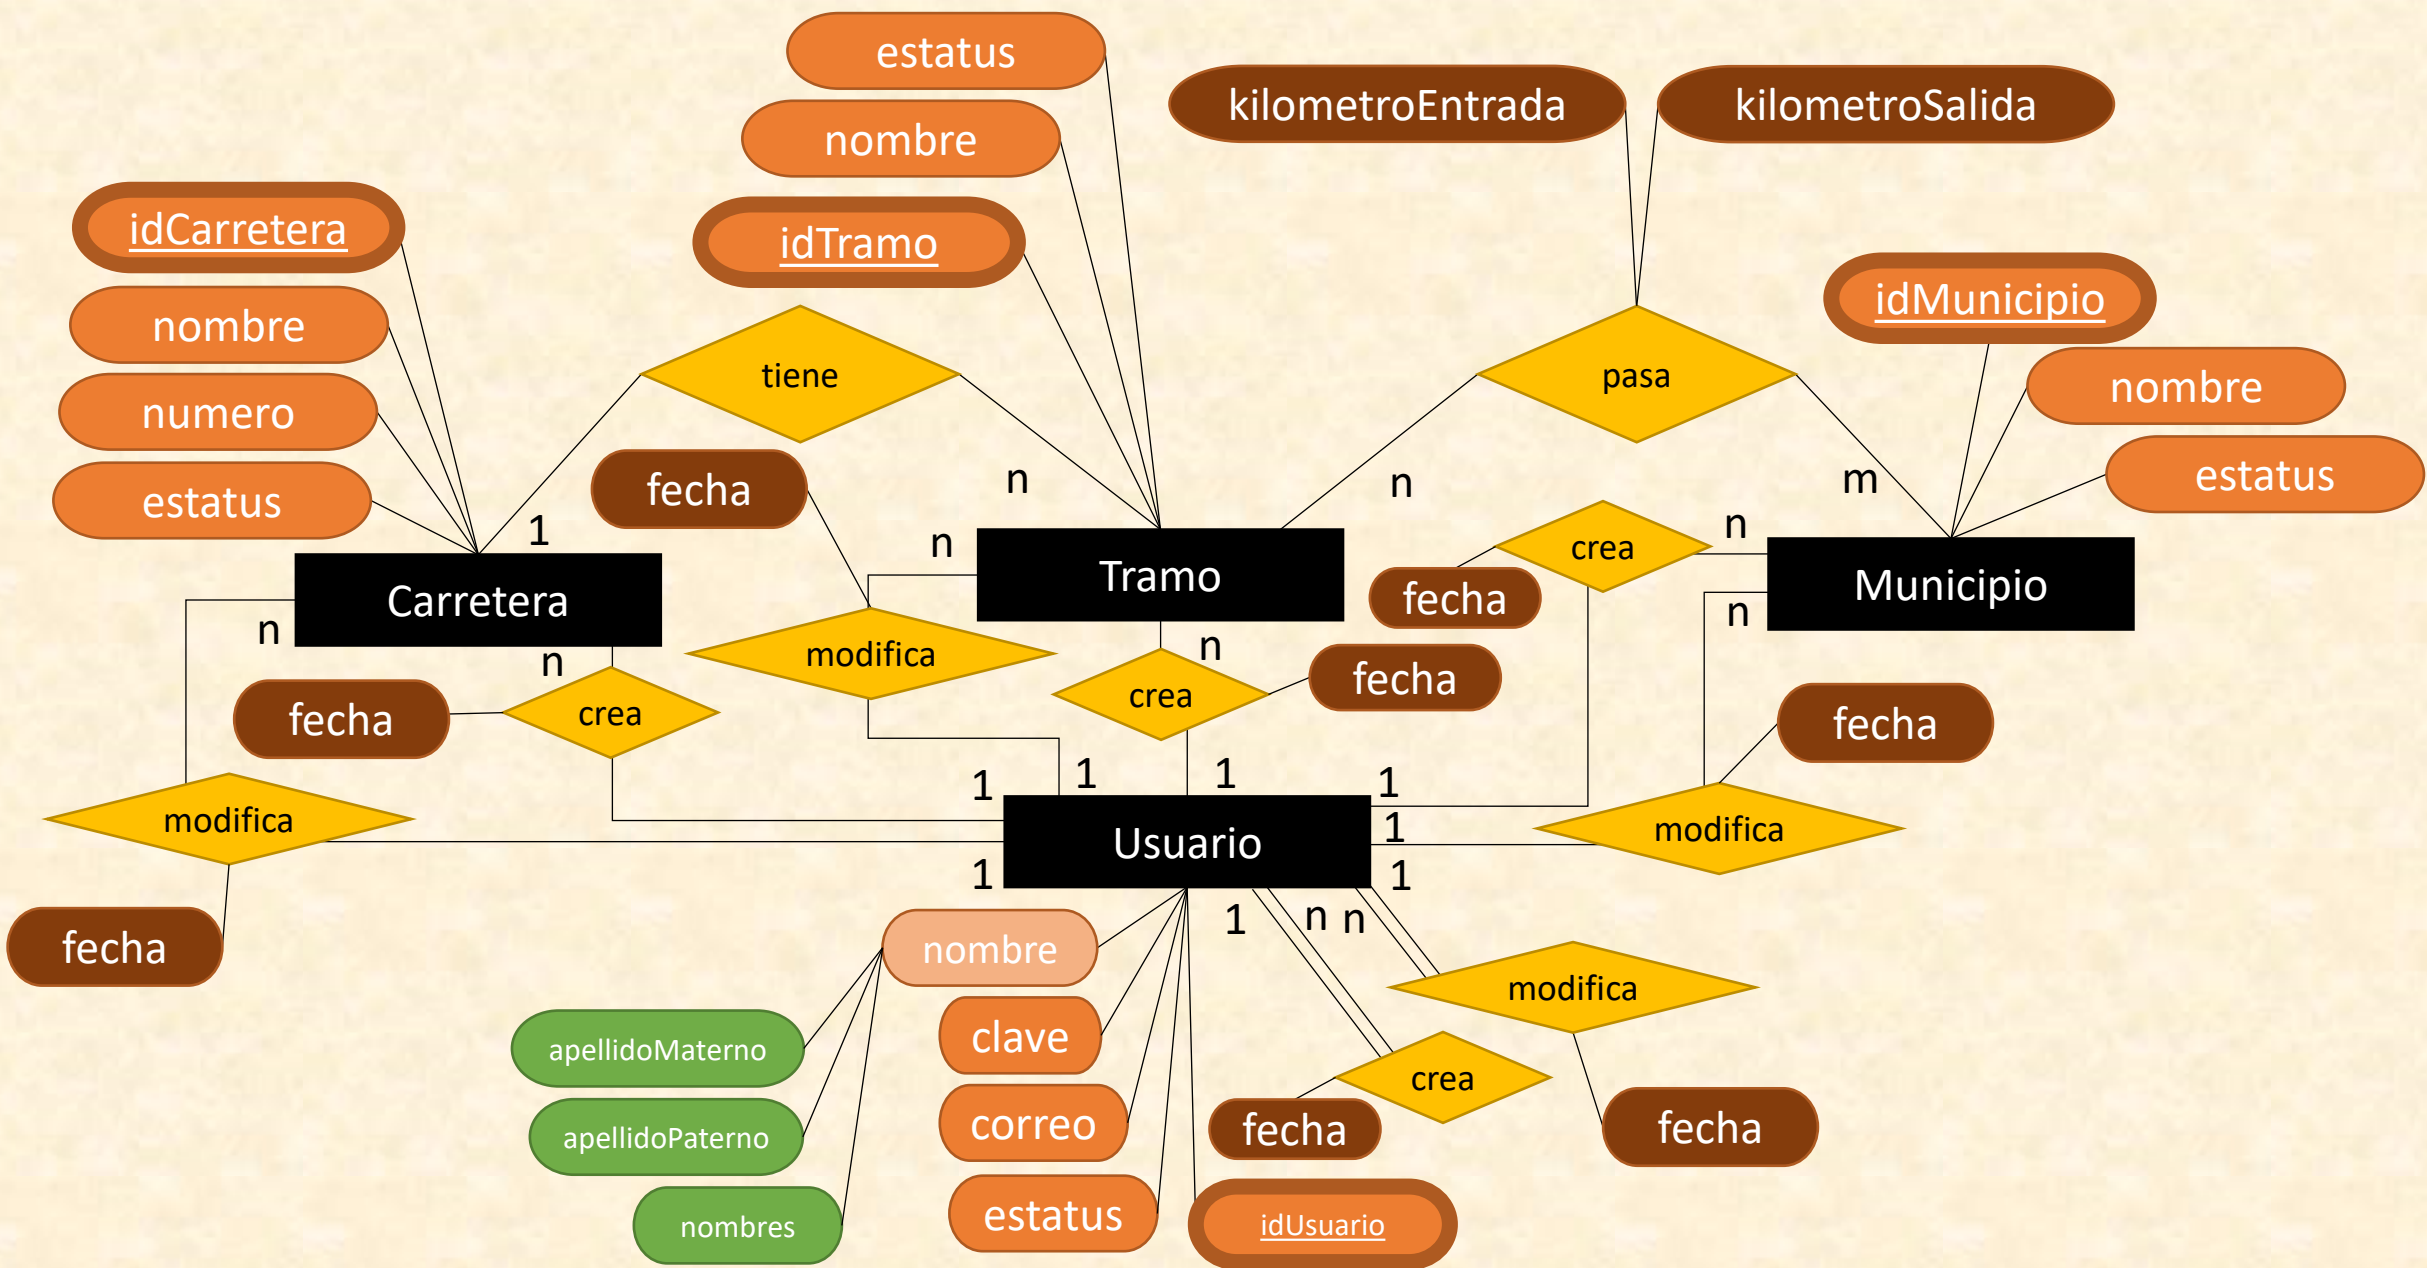 estatus
kilometroEntrada
kilometroSalida
nombre
idCarretera
idTramo
idMunicipio
nombre
tiene
pasa
nombre
numero
estatus
estatus
fecha
n
n
m
1
n
n
crea
Carretera
Tramo
fecha
Municipio
n
n
n
n
modifica
fecha
crea
fecha
crea
fecha
1
1
1
1
modifica
Usuario
1
modifica
1
1
fecha
nombre
1
n
n
modifica
apellidoMaterno
clave
crea
apellidoPaterno
correo
fecha
fecha
nombres
estatus
idUsuario